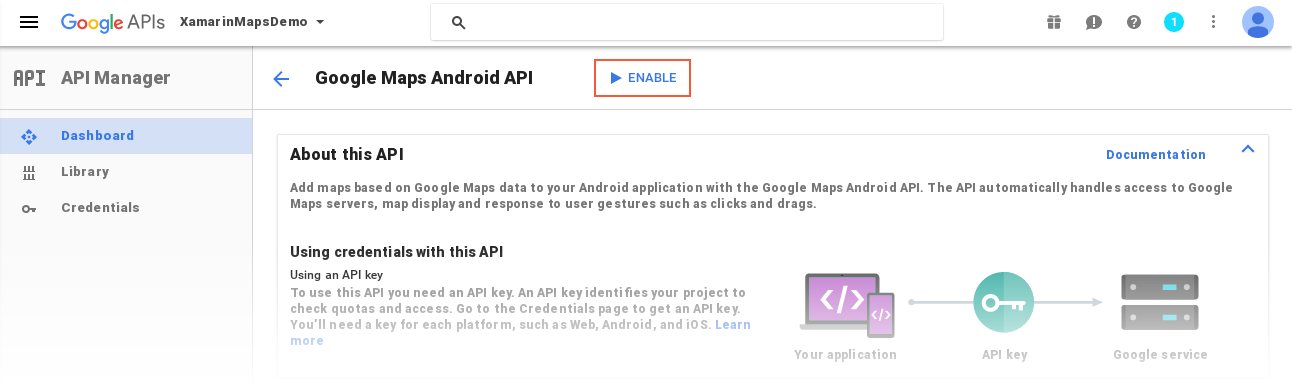 Google APIs XamarinMapsDemo 1
API API Manager
Google Maps Android API ENABLE
Dashboard
Library
Credentials
About this API Documentation
Add maps based on Google Maps data to your Android application with the Google Maps Android API. The API automatically handles access to Google
Maps servers, map display and response to user gestures such as clicks and drags.
Using credentials with this API
Using an API key
To use this API you need an API key. An API key identifies your project to
check quotas and access. Go to the Credentials page to get an API key.
You'll need a key for each platform, such as Web, Android, and iOS. Learn
more
</> </>
Your application API key Google service